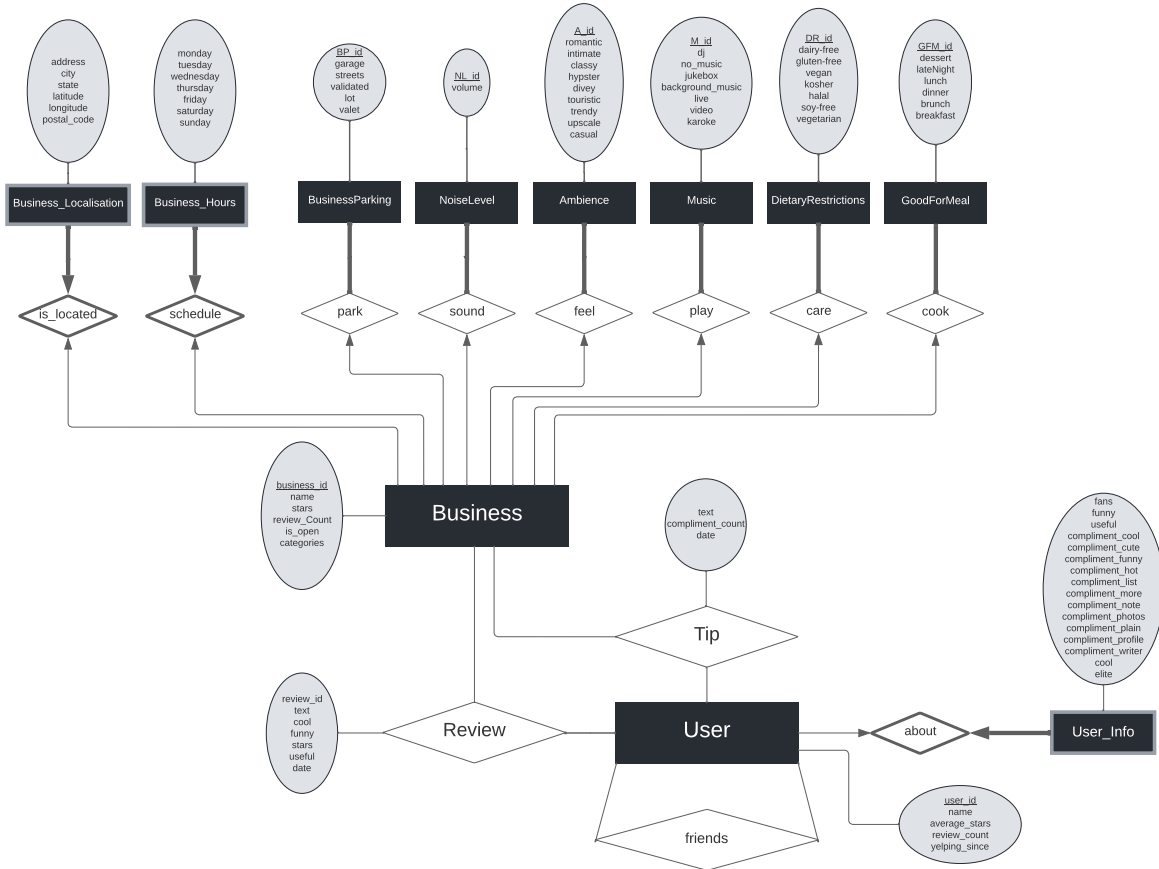 address
city
state
latitude
longitude
postal_code
monday
tuesday
wednesday
thursday
friday
saturday
sunday
BP_id
garage
streets
validated
lot
valet
NL_id
volume
A_id
romantic
intimate
classy
hypster
divey
touristic
trendy
upscale
casual
M_id
dj
no_music
jukebox
background_music
live
video
karoke
DR_id
dairy-free
gluten-free
vegan
kosher
halal
soy-free
vegetarian
GFM_id
dessert
lateNight
lunch
dinner
brunch
breakfast
Business_Localisation
Business_Hours
BusinessParking
NoiseLevel
Ambience
Music
DietaryRestrictions
GoodForMeal
is_located
schedule
park
sound
feel
play
care
cook
business_id
name
stars
review_Count
is_open
categories
Business
text
compliment_count
date
fans
funny
useful
compliment_cool
compliment_cute
compliment_funny
compliment_hot
compliment_list
compliment_more
compliment_note
compliment_photos
compliment_plain
compliment_profile
compliment_writer
cool
elite
Tip
review_id
text
cool
funny
stars
useful
date
Review
User
about
User_Info
user_id
name
average_stars
review_count
yelping_since
friends